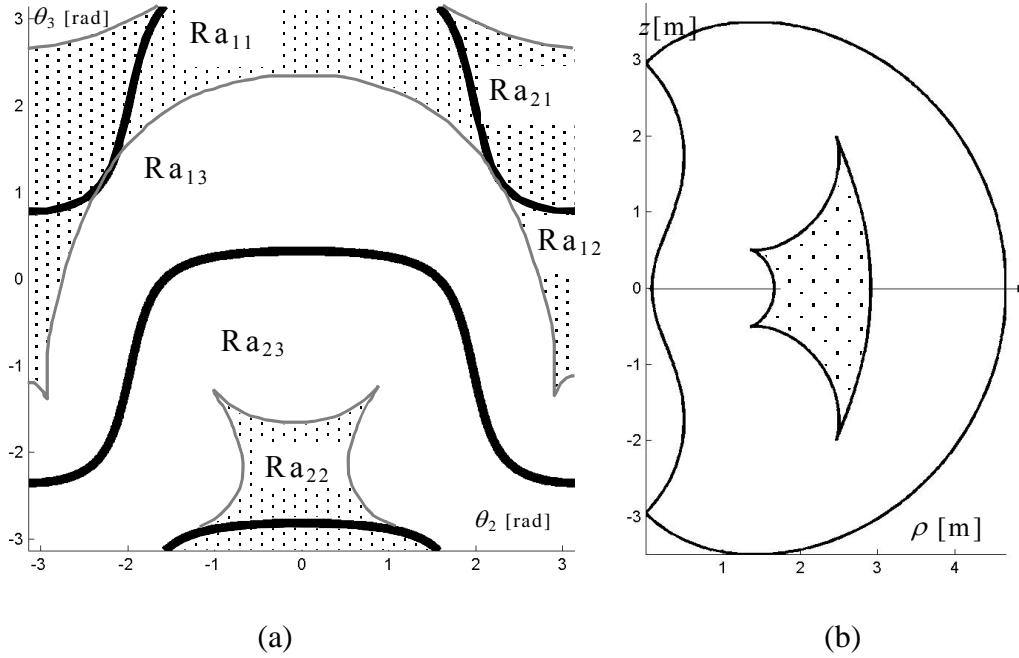 θ3 [rad]
3
2
1
0
-1
-2
-3
Ra11
Ra21
Ra13
Ra12
Ra23
Ra22
θ2 [rad]
-3 -2 -1 0 1 2 3
(a)
z[m]
3
2
1
0
-1
-2
-3
ρ [m]
1 2 3 4
(b)